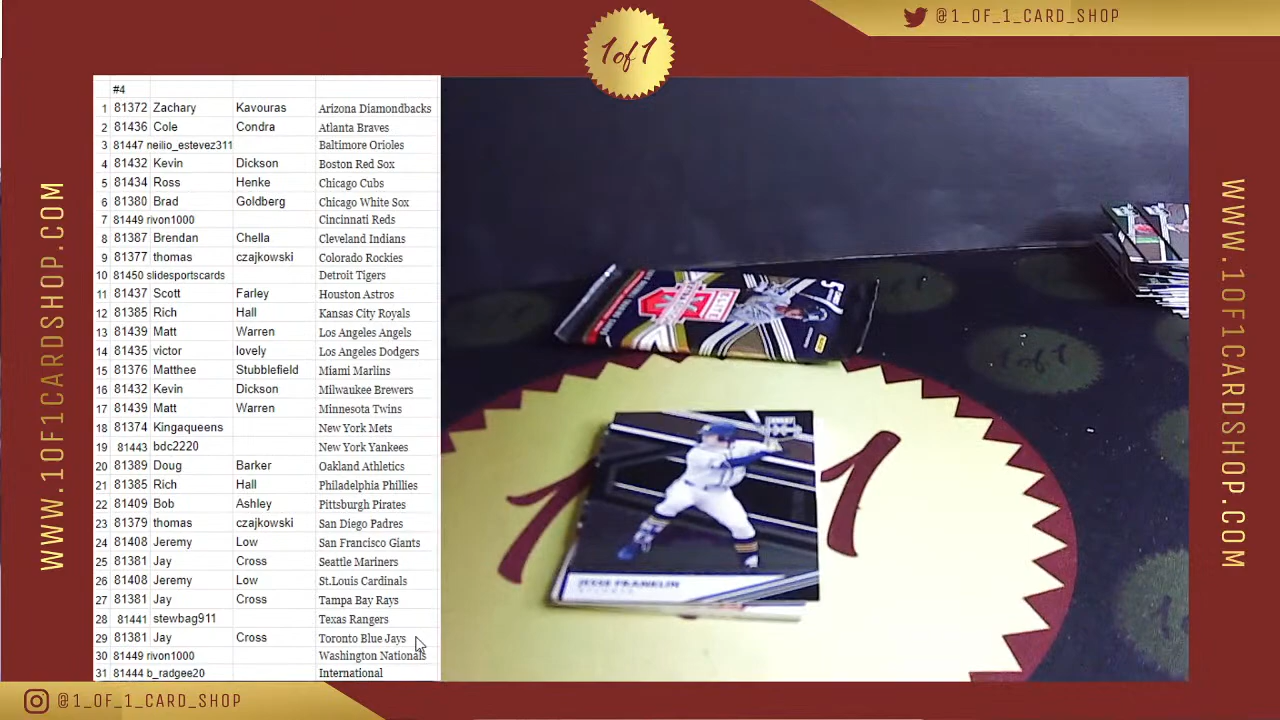 @1_OF_1_CARD_SHOP
1 of 1
#4
1 81372 Zachary Kavouras Arizona Diamondbacks
2 81436 Cole Condra Atlanta Braves
3 81447 neilio_estevez311 Baltimore Orioles
4 81432 Kevin Dickson Boston Red Sox
5 81434 Ross Henke Chicago Cubs
6 81380 Brad Goldberg Chicago White Sox
7 81449 rivon1000 Cincinnati Reds
8 81387 Brendan Chella Cleveland Indians
9 81377 thomas czajkowski Colorado Rockies
10 81450 slidesportscards Detroit Tigers
11 81437 Scott Farley Houston Astros
12 81385 Rich Hall Kansas City Royals
13 81439 Matt Warren Los Angeles Angels
14 81435 victor lovely Los Angeles Dodgers
15 81376 Matthee Stubblefield Miami Marlins
16 81432 Kevin Dickson Milwaukee Brewers
17 81439 Matt Warren Minnesota Twins
18 81374 Kingaqueens New York Mets
19 81443 bdc2220 New York Yankees
20 81389 Doug Barker Oakland Athletics
21 81385 Rich Hall Philadelphia Phillies
22 81409 Bob Ashley Pittsburgh Pirates
23 81379 thomas czajkowski San Diego Padres
24 81408 Jeremy Low San Francisco Giants
25 81381 Jay Cross Seattle Mariners
26 81408 Jeremy Low St.Louis Cardinals
27 81381 Jay Cross Tampa Bay Rays
28 81441 stewbag911 Texas Rangers
29 81381 Jay Cross Toronto Blue Jays
30 81449 rivon1000 Washington Nationals
31 81444 b_radgee20 International
WWW.1OF1CARDSHOP.COM
WWW.1OF1CARDSHOP.COM
JESSE FRANKLIN
1 of 1
@1_OF_1_CARD_SHOP